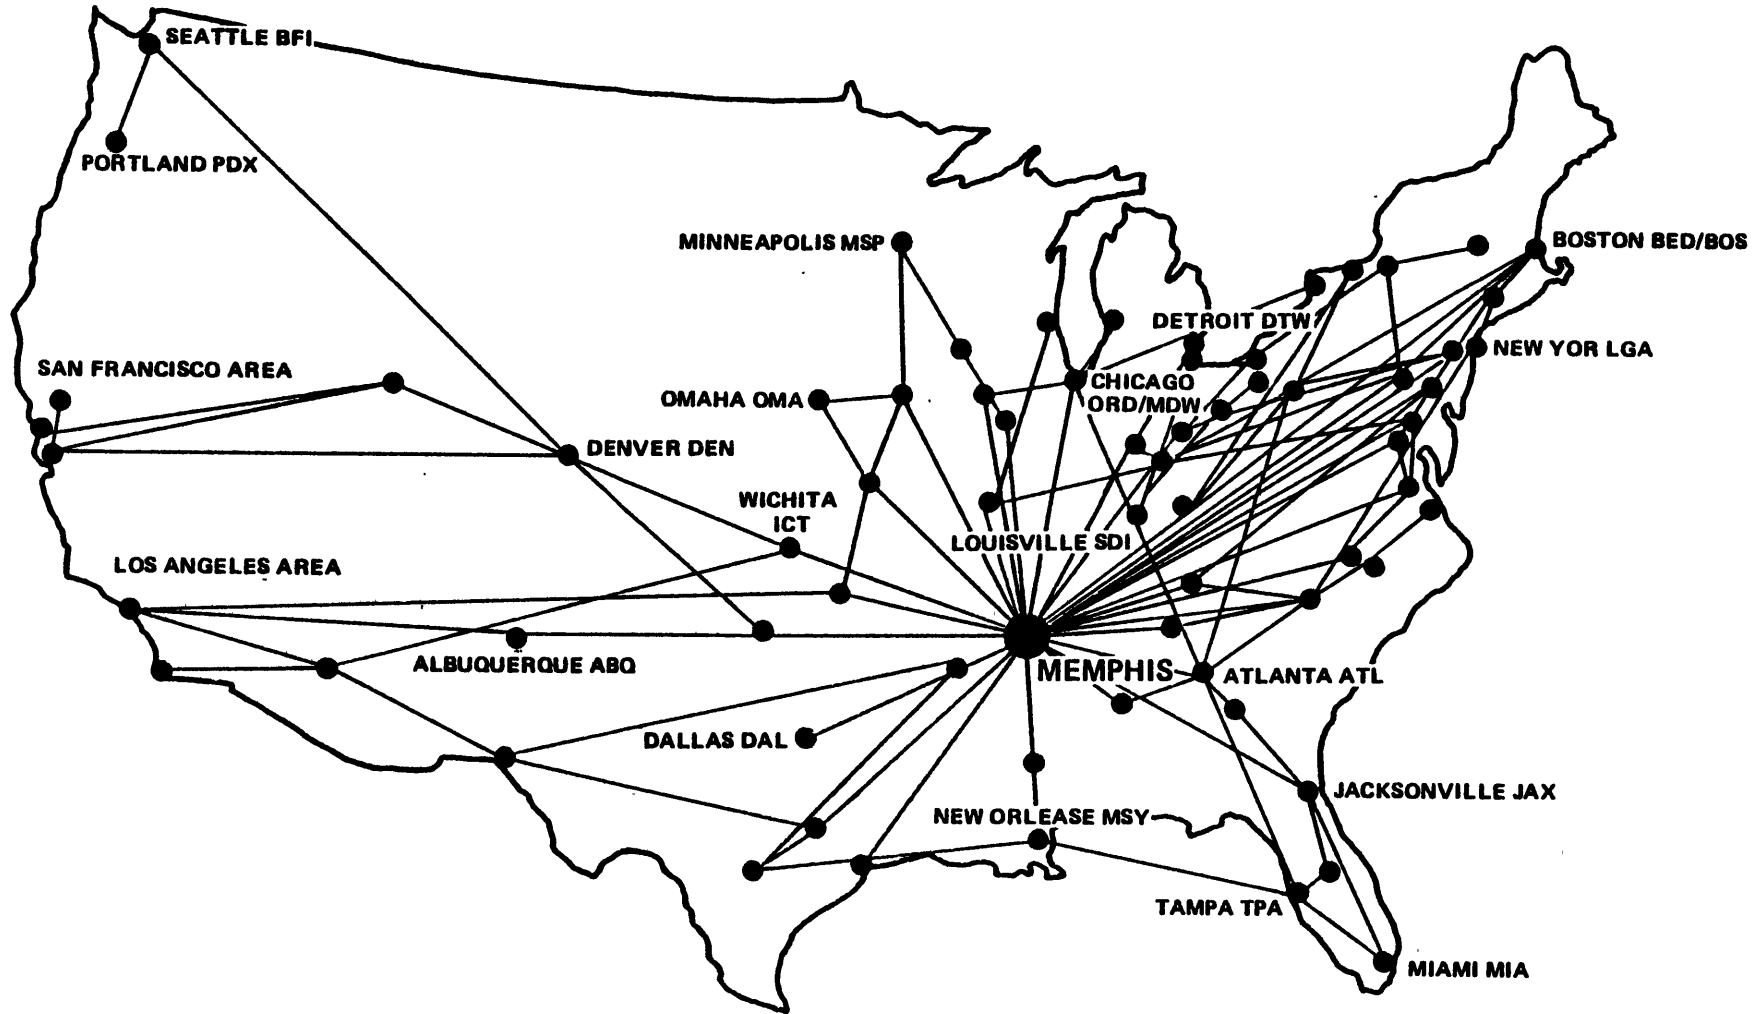 SEATTLE BFI
PORTLAND PDX
MINNEAPOLIS MSP
BOSTON BED/BOS
DETROIT DTW
NEW YOR LGA
SAN FRANCISCO AREA
CHICAGO
ORD/MDW
OMAHA OMA
DENVER DEN
WICHITA
ICT
LOUISVILLE SDI
LOS ANGELES AREA
ALBUQUERQUE ABQ
MEMPHIS
ATLANTA ATL
DALLAS DAL
JACKSONVILLE JAX
NEW ORLEASE MSY
TAMPA TPA
MIAMI MIA